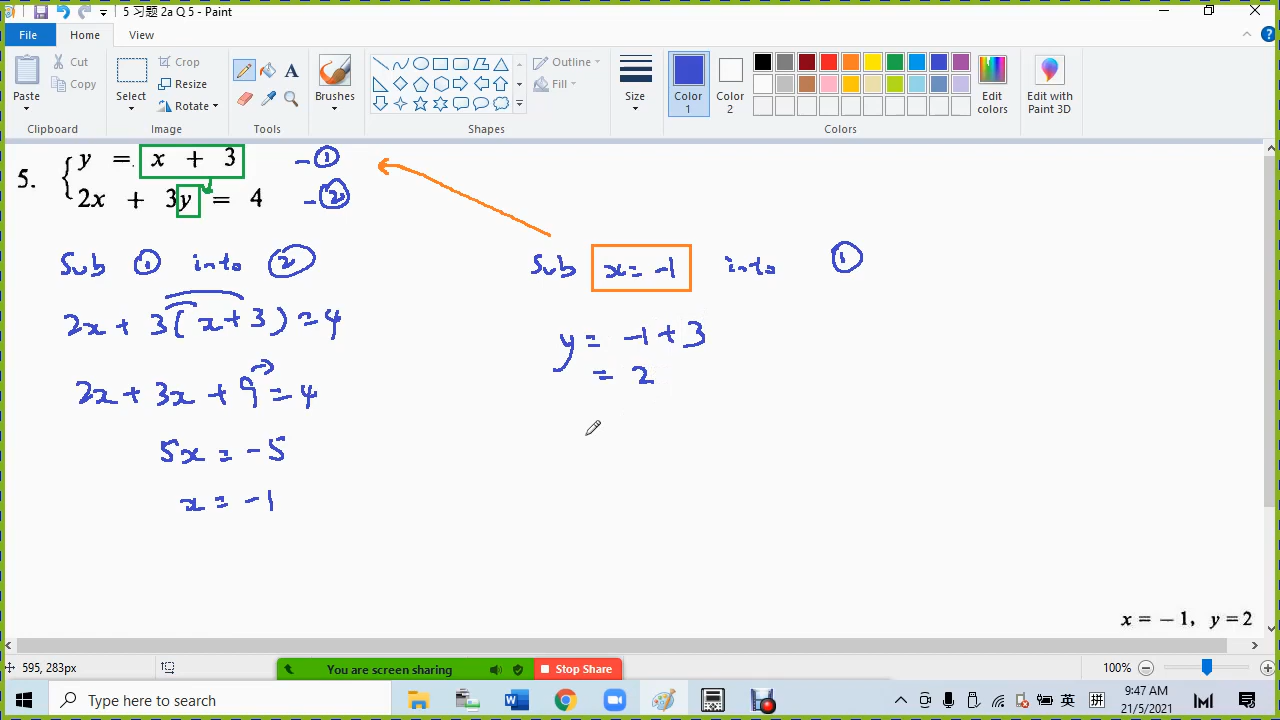 5 习题 2a Q 5 - Paint
File Home View
Paste Cut Copy Clipboard
Select Crop Resize Rotate Image
Tools
Brushes
Shapes Outline Fill
Size
Color 1 Color 2 Colors
Edit colors
Edit with Paint 3D
5. { y = x + 3 - ①
2x + 3y = 4 - ②
Sub ① into ②
2x + 3(x+3) = 4
2x + 3x + 9 = 4
5x = -5
x = -1
Sub x = -1 into ①
y = -1 + 3
= 2
x = - 1, y = 2
595, 283px
You are screen sharing Stop Share
100%
Type here to search
英 拼
9:47 AM
21/5/2021